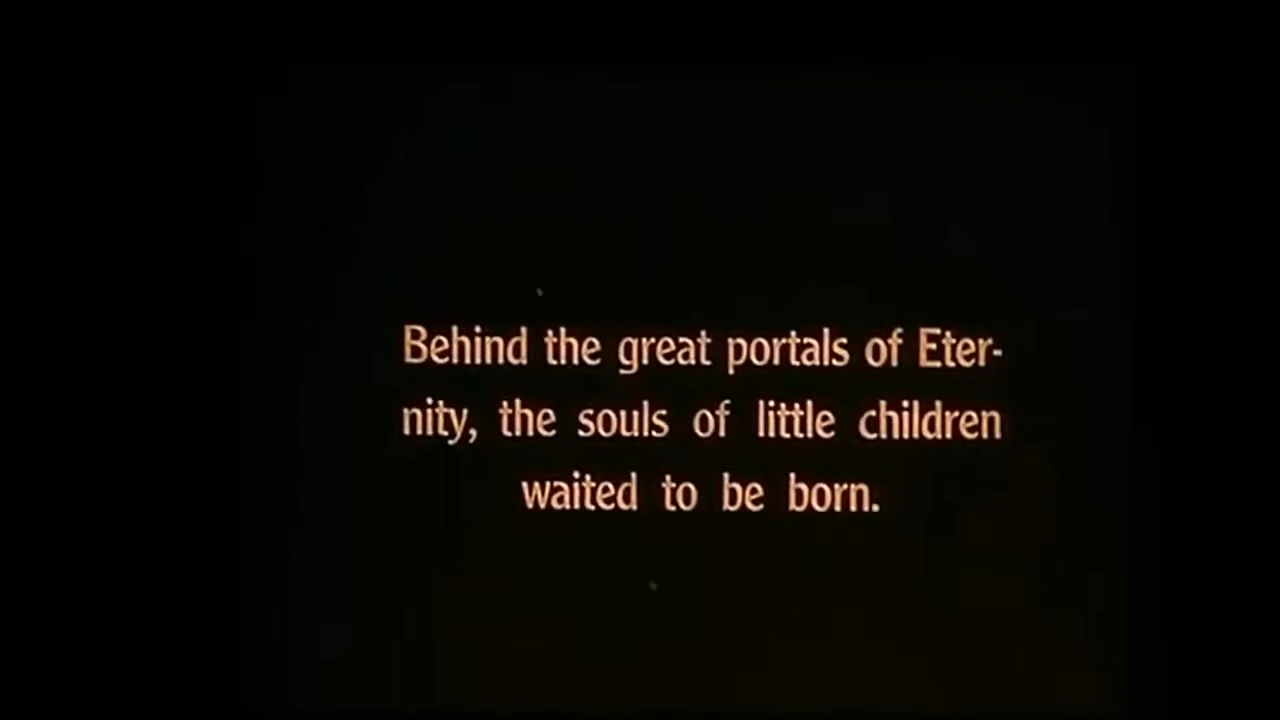 Behind the great portals of Eter-
nity, the souls of little children
waited to be born.